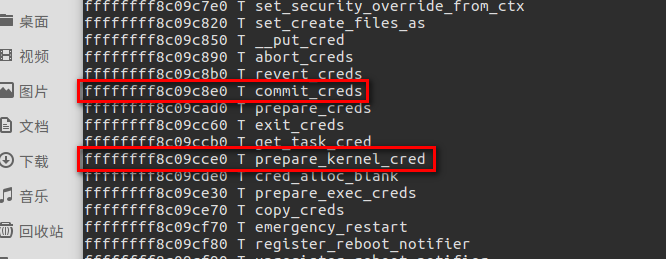 桌面
视频
图片
文档
下载
音乐
回收站
ffffffff8c09c7e0 T set_security_override_from_ctx
ffffffff8c09c820 T set_create_files_as
ffffffff8c09c850 T __put_cred
ffffffff8c09c890 T abort_creds
ffffffff8c09c8b0 T revert_creds
ffffffff8c09c8e0 T commit_creds
ffffffff8c09cad0 T prepare_creds
ffffffff8c09cc60 T exit_creds
ffffffff8c09ccb0 T get_task_cred
ffffffff8c09cce0 T prepare_kernel_cred
ffffffff8c09cde0 T cred_alloc_blank
ffffffff8c09ce30 T prepare_exec_creds
ffffffff8c09ce70 T copy_creds
ffffffff8c09cf70 T emergency_restart
ffffffff8c09cf80 T register_reboot_notifier